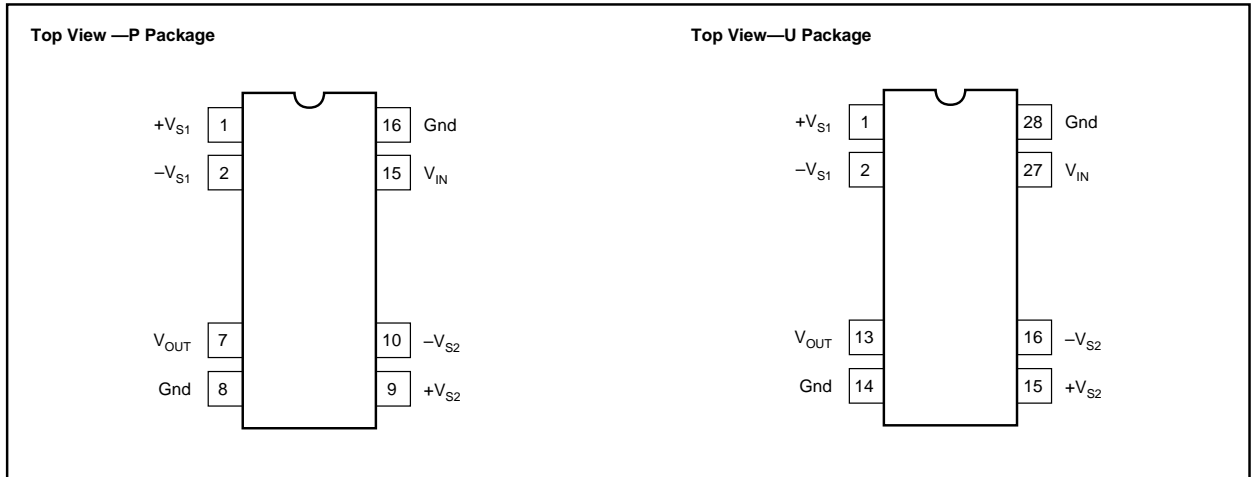 Top View —P Package
+VS1 1 16 Gnd
–VS1 2 15 VIN
VOUT 7 10 –VS2
Gnd 8 9 +VS2
Top View—U Package
+VS1 1 28 Gnd
–VS1 2 27 VIN
VOUT 13 16 –VS2
Gnd 14 15 +VS2